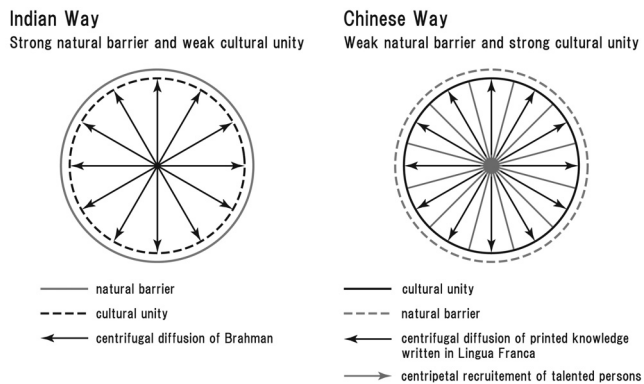 Indian Way
Strong natural barrier and weak cultural unity
natural barrier
cultural unity
centrifugal diffusion of Brahman
Chinese Way
Weak natural barrier and strong cultural unity
cultural unity
natural barrier
centrifugal diffusion of printed knowledge
written in Lingua Franca
centripetal recruitement of talented persons